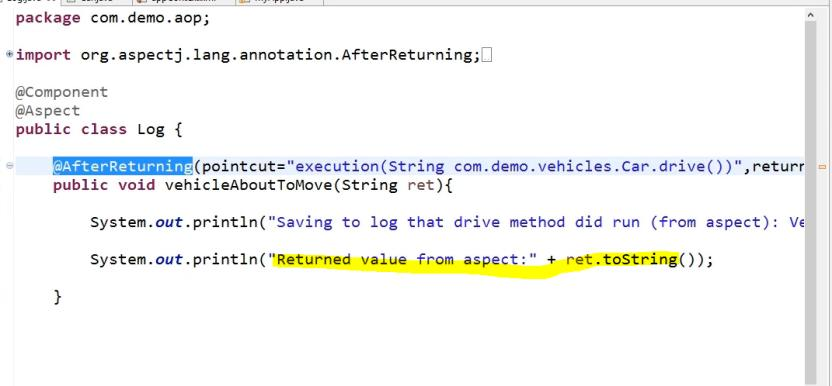 package com.demo.aop;
import org.aspectj.lang.annotation.AfterReturning;
@Component
@Aspect
public class Log {
@AfterReturning(pointcut="execution(String com.demo.vehicles.Car.drive())",return
public void vehicleAboutToMove(String ret){
System.out.println("Saving to log that drive method did run (from aspect): Ve
System.out.println("Returned value from aspect:" + ret.toString());
}